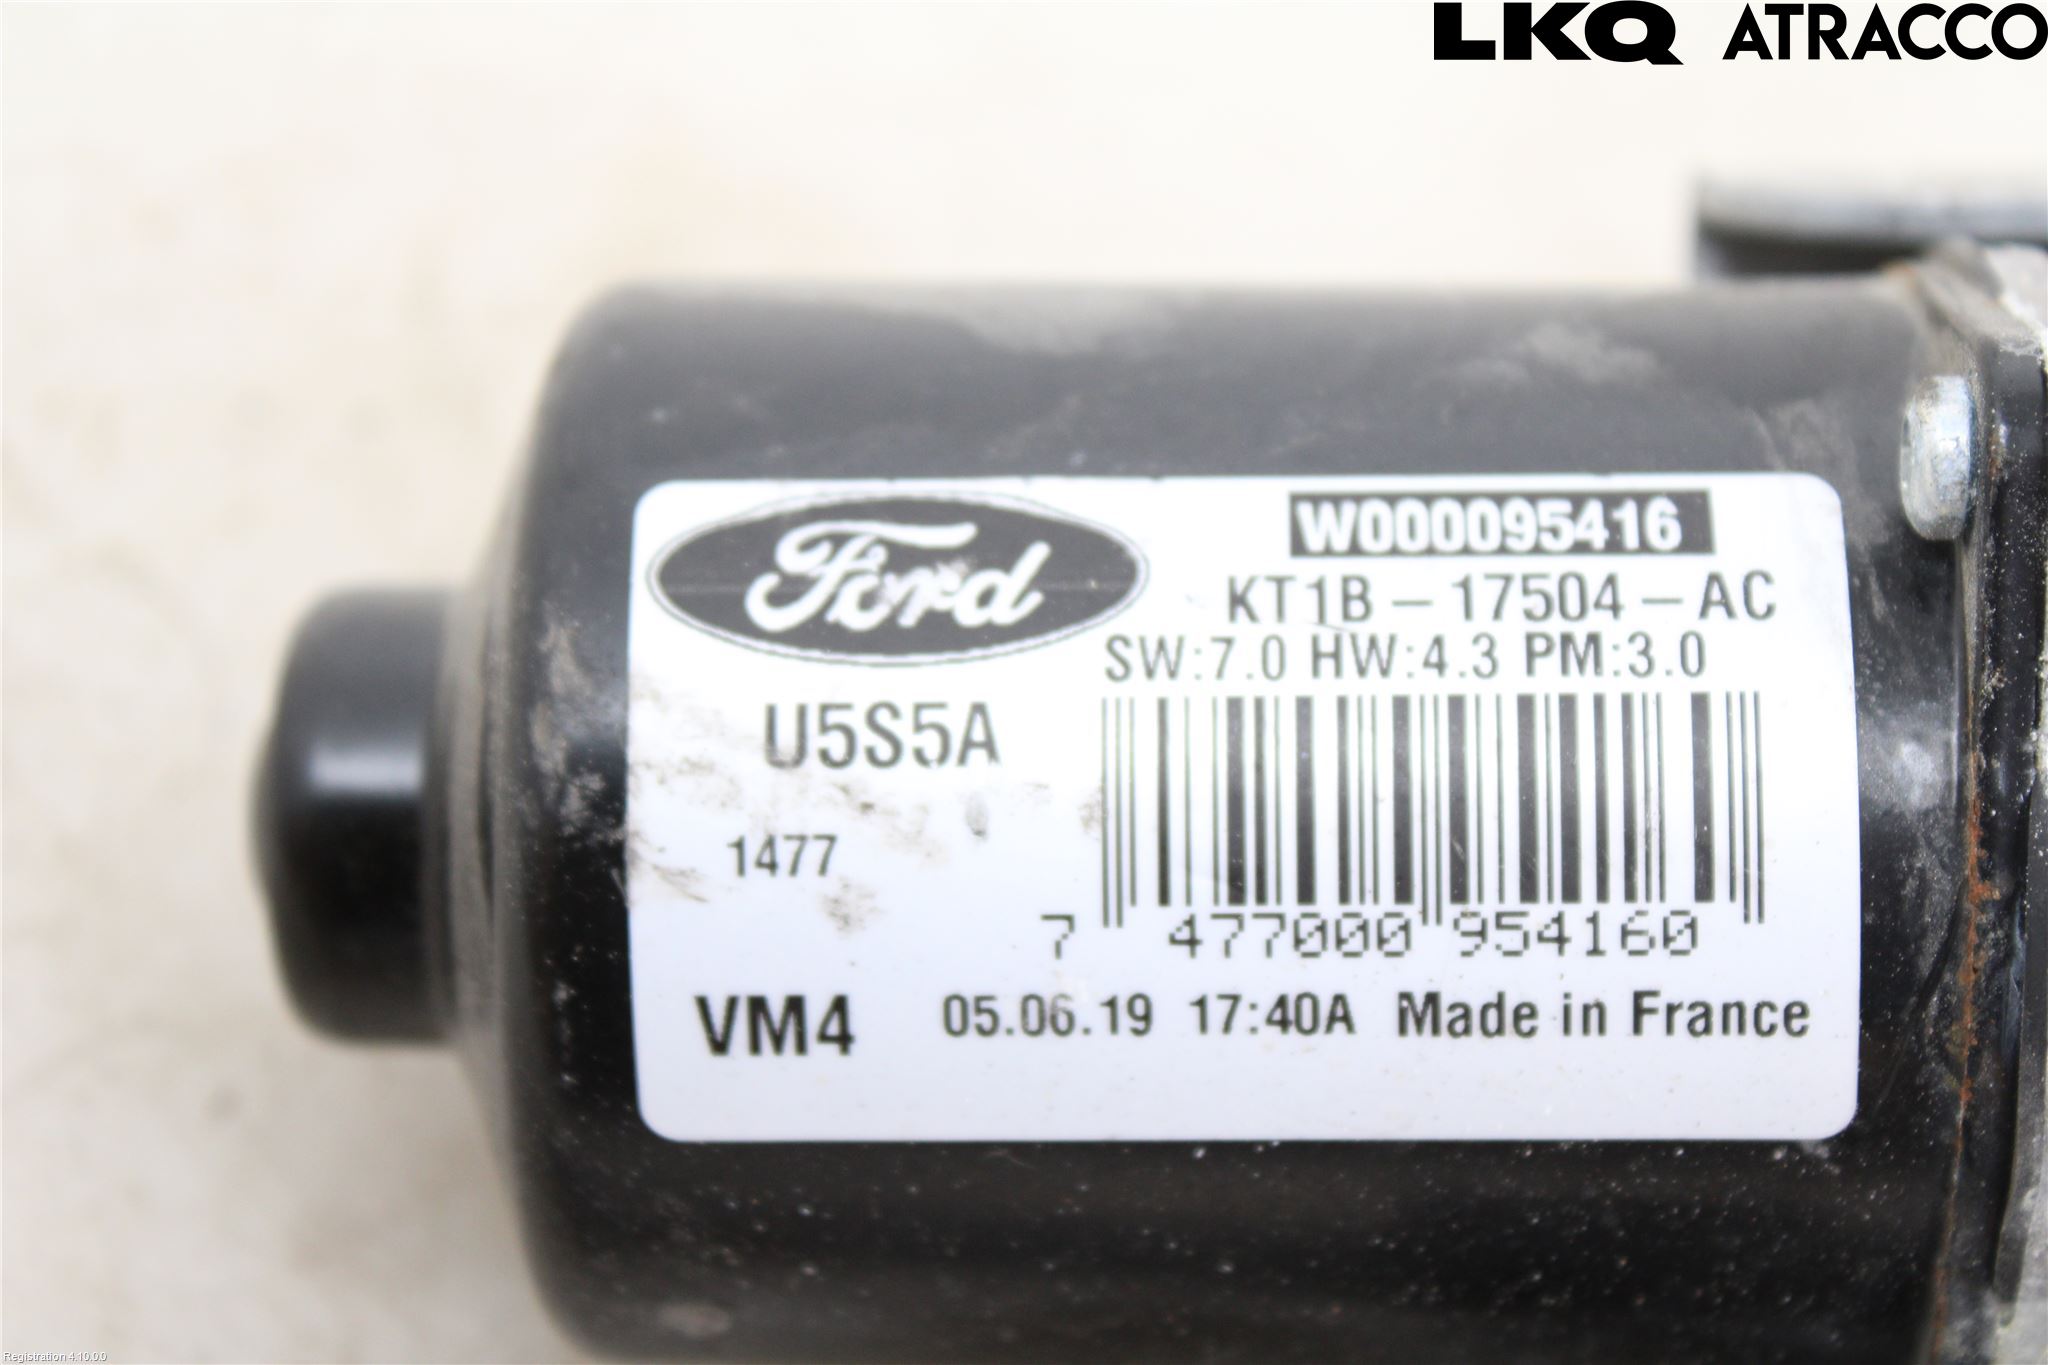 LKQ ATRACCO
Ford
W000095416
KT1B-17504-AC
SW:7.0 HW:4.3 PM:3.0
U5S5A
1477
7 477000 954160
VM4 05.06.19 17:40A Made in France
Registration 4.10.0.0